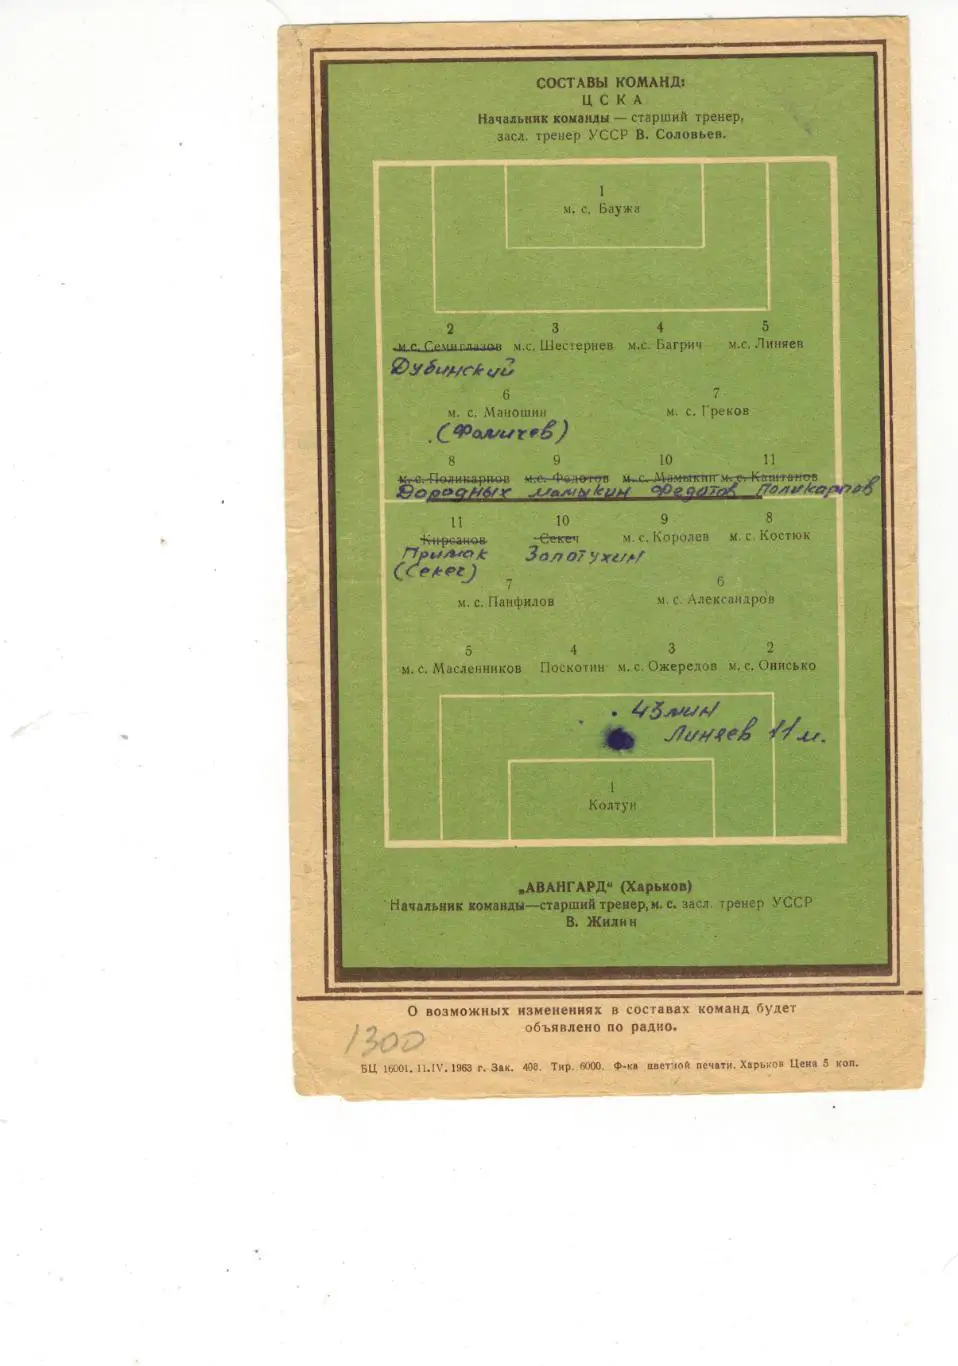 СОСТАВЫ КОМАНД:
ЦСКА
Начальник команды — старший тренер,
засл. тренер УССР В. Соловьев.
1
м. с. Баужа
2 3 4 5
м.с. Семиглазов м.с. Шестернев м.с. Багрич м.с. Линяев
Дубинский
6 7
м. с. Маношин м. с. Греков
(Фомичев)
8 9 10 11
м.с. Поликарпов м.с. Федотов м.с. Мамыкин м.с. Каштанов
Дородных мамыкин Федотов Поликарпов
11 10 9 8
Кирсанов Секеч м. с. Королев м. с. Костюк
Примак Золотухин
(Секеч)
7 6
м. с. Панфилов м. с. Александров
5 4 3 2
м. с. Масленников Поскотин м. с. Ожередов м. с. Онисько
43 мин
Линяев 11 м.
1
Колтун
„АВАНГАРД“ (Харьков)
Начальник команды—старший тренер, м. с. засл. тренер УССР
В. Жилин
О возможных изменениях в составах команд будет
объявлено по радио.
1300
БЦ 16001. 11.IV. 1963 г. Зак. 408. Тир. 6000. Ф-ка цветной печати. Харьков Цена 5 коп.